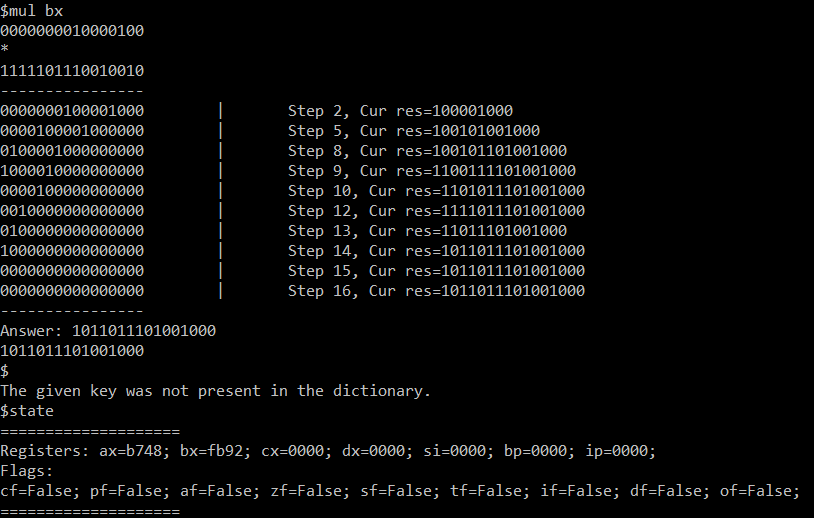 $mul bx
0000000010000100
*
1111101110010010
----------------
0000000100001000 | Step 2, Cur res=100001000
0000100001000000 | Step 5, Cur res=100101001000
0100001000000000 | Step 8, Cur res=100101101001000
1000010000000000 | Step 9, Cur res=1100111101001000
0000100000000000 | Step 10, Cur res=1101011101001000
0010000000000000 | Step 12, Cur res=1111011101001000
0100000000000000 | Step 13, Cur res=11011101001000
1000000000000000 | Step 14, Cur res=1011011101001000
0000000000000000 | Step 15, Cur res=1011011101001000
0000000000000000 | Step 16, Cur res=1011011101001000
----------------
Answer: 1011011101001000
1011011101001000
$
The given key was not present in the dictionary.
$state
====================
Registers: ax=b748; bx=fb92; cx=0000; dx=0000; si=0000; bp=0000; ip=0000;
Flags:
cf=False; pf=False; af=False; zf=False; sf=False; tf=False; if=False; df=False; of=False;
====================